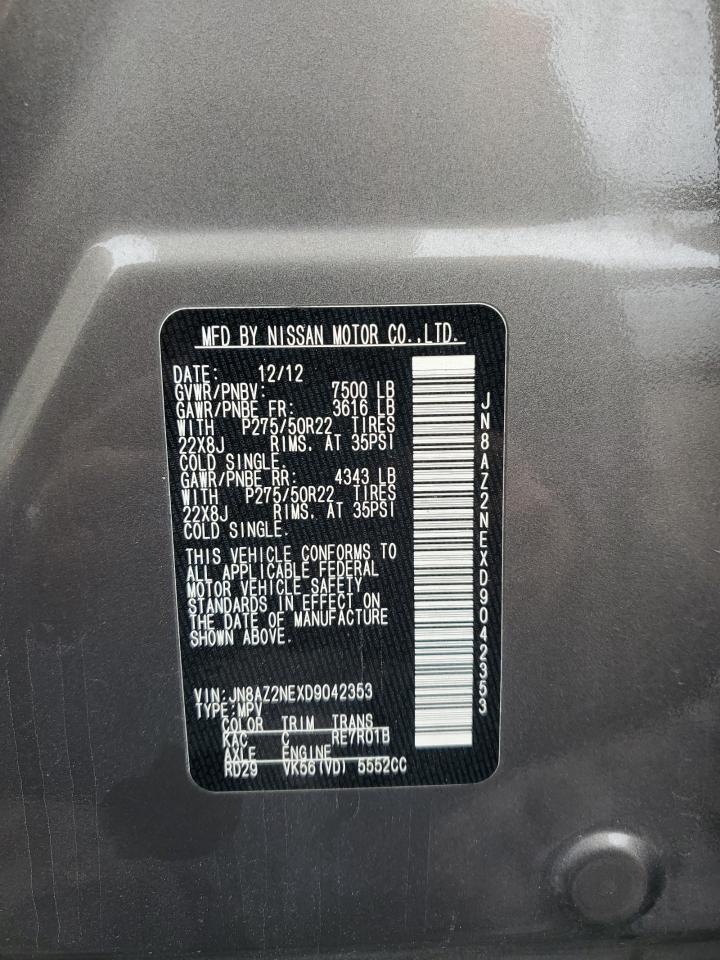 MFD BY NISSAN MOTOR CO.,LTD.
DATE: 12/12
GVWR/PNBV: 7500 LB
GAWR/PNBE FR: 3616 LB
WITH P275/50R22 TIRES
22X8J RIMS, AT 35PSI
COLD SINGLE.
GAWR/PNBE RR: 4343 LB
WITH P275/50R22 TIRES
22X8J RIMS, AT 35PSI
COLD SINGLE.
THIS VEHICLE CONFORMS TO
ALL APPLICABLE FEDERAL
MOTOR VEHICLE SAFETY
STANDARDS IN EFFECT ON
THE DATE OF MANUFACTURE
SHOWN ABOVE.
VIN:JN8AZ2NEXD9042353
TYPE:MPV
COLOR TRIM TRANS
KAC C RE7R01B
AXLE ENGINE
RD29 VK56(VD) 5552CC
JN8AZ2NEXD9042353